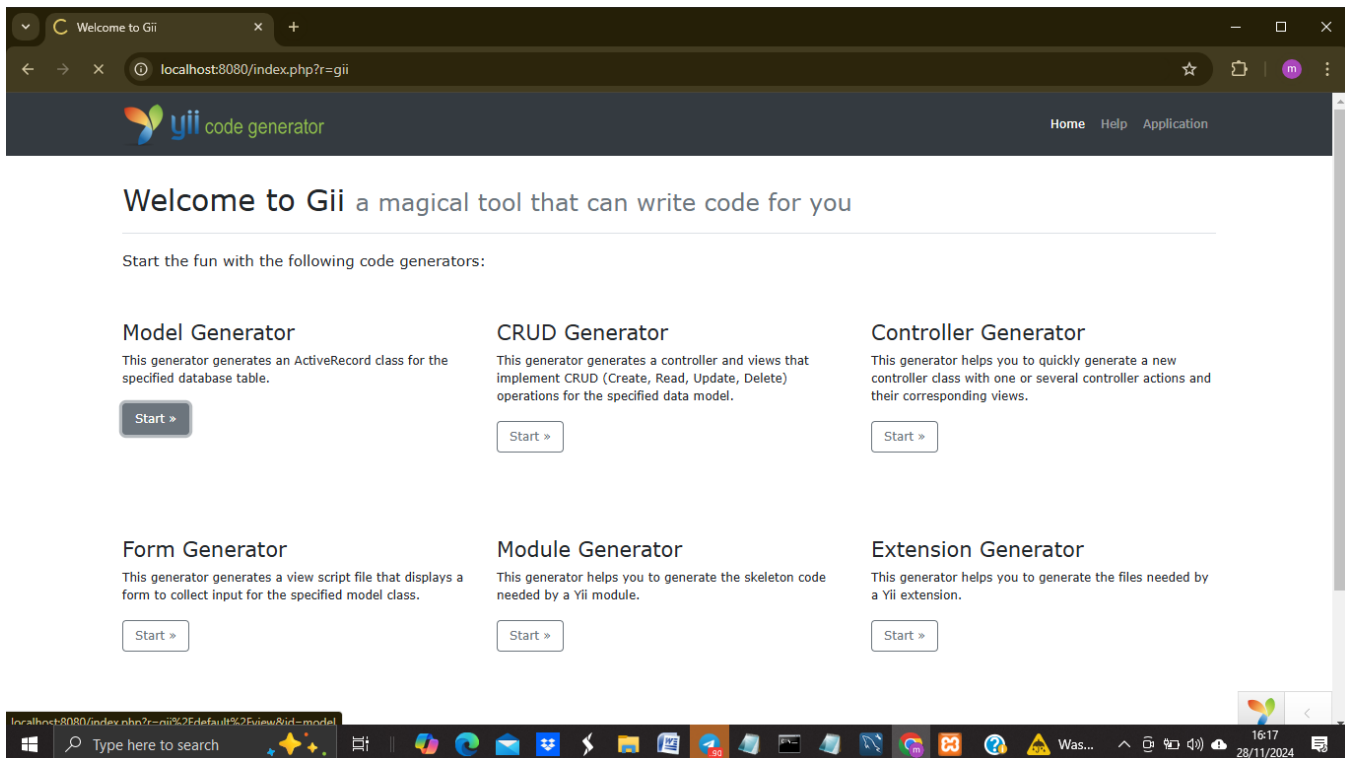 Welcome to Gii
localhost:8080/index.php?r=gii
m
yii code generator
Home Help Application
Welcome to Gii a magical tool that can write code for you
Start the fun with the following code generators:
Model Generator
This generator generates an ActiveRecord class for the
specified database table.
Start »
CRUD Generator
This generator generates a controller and views that
implement CRUD (Create, Read, Update, Delete)
operations for the specified data model.
Start »
Controller Generator
This generator helps you to quickly generate a new
controller class with one or several controller actions and
their corresponding views.
Start »
Form Generator
This generator generates a view script file that displays a
form to collect input for the specified model class.
Start »
Module Generator
This generator helps you to generate the skeleton code
needed by a Yii module.
Start »
Extension Generator
This generator helps you to generate the files needed by
a Yii extension.
Start »
localhost:8080/index.php?r=gii%2Fdefault%2Fview&id=model
Type here to search
90
Was...
16:17
28/11/2024